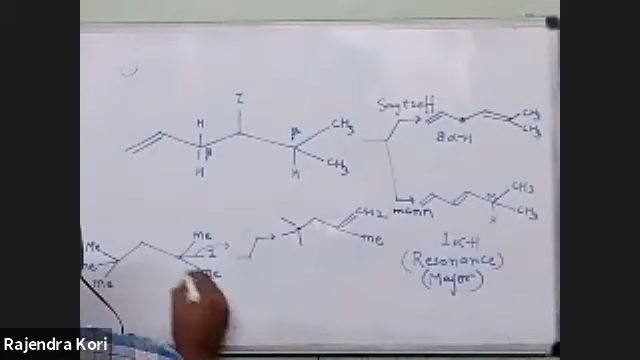 I
H
β
CH3
H
β
H
CH3
Saytzeff
CH3
CH3
8α-H
CH3
H
CH3
1α-H
(Resonance)
(Major)
CH2
me
Me
me
Me
Me
I
Me
Rajendra Kori